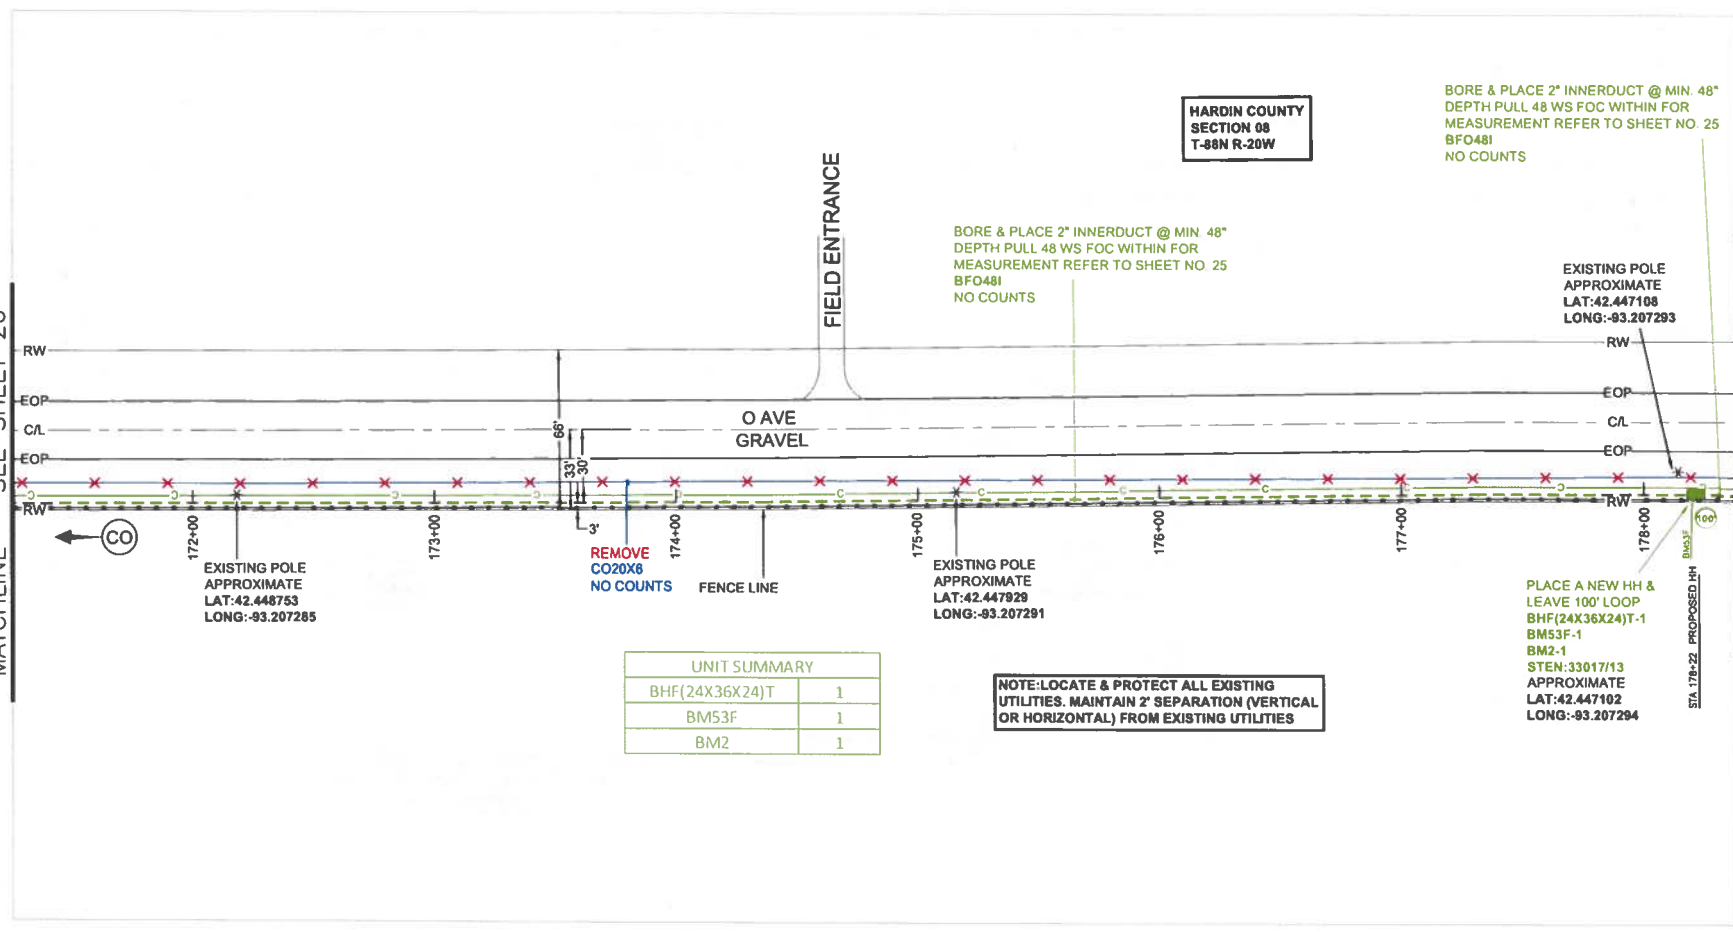 HARDIN COUNTY
SECTION 08
T-88N R-20W
BORE & PLACE 2" INNERDUCT @ MIN. 48"
DEPTH PULL 48 WS FOC WITHIN FOR
MEASUREMENT REFER TO SHEET NO. 25
BFO48I
NO COUNTS
FIELD ENTRANCE
BORE & PLACE 2" INNERDUCT @ MIN. 48"
DEPTH PULL 48 WS FOC WITHIN FOR
MEASUREMENT REFER TO SHEET NO. 25
BFO48I
NO COUNTS
EXISTING POLE
APPROXIMATE
LAT:42.447108
LONG:-93.207293
MATCHLINE SEE SHEET
RW
RW
EOP
EOP
C/L
C/L
EOP
EOP
RW
RW
O AVE
GRAVEL
66'
33'
30'
3'
C
C
C
C
C
C
C
C
C
C
C
C
CO
172+00
173+00
174+00
175+00
176+00
177+00
178+00
EXISTING POLE
APPROXIMATE
LAT:42.448753
LONG:-93.207285
REMOVE
CO20X6
NO COUNTS
FENCE LINE
EXISTING POLE
APPROXIMATE
LAT:42.447929
LONG:-93.207291
100'
BM53F
STA 178+22 PROPOSED HH
PLACE A NEW HH &
LEAVE 100' LOOP
BHF(24X36X24)T-1
BM53F-1
BM2-1
STEN:33017/13
APPROXIMATE
LAT:42.447102
LONG:-93.207294
UNIT SUMMARY
BHF(24X36X24)T 1
BM53F 1
BM2 1
NOTE:LOCATE & PROTECT ALL EXISTING
UTILITIES. MAINTAIN 2' SEPARATION (VERTICAL
OR HORIZONTAL) FROM EXISTING UTILITIES